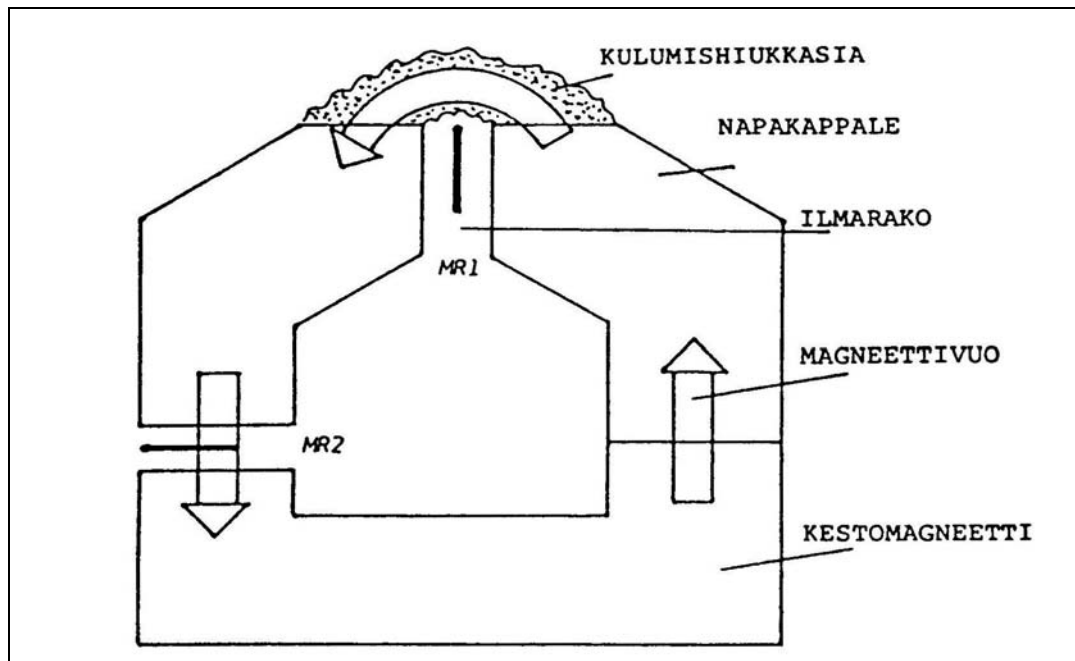 KULUMISHIUKKASIA
NAPAKAPPALE
ILMARAKO
MR1
MAGNEETTIVUO
MR2
KESTOMAGNEETTI